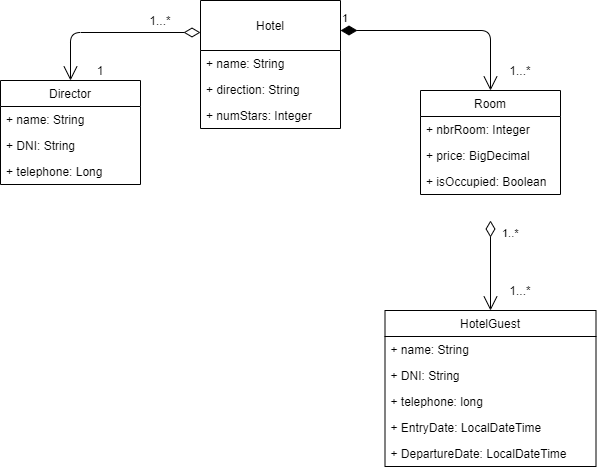 Hotel
+ name: String
+ direction: String
+ numStars: Integer
1...*
1
1
1...*
Director
+ name: String
+ DNI: String
+ telephone: Long
Room
+ nbrRoom: Integer
+ price: BigDecimal
+ isOccupied: Boolean
1..*
1...*
HotelGuest
+ name: String
+ DNI: String
+ telephone: long
+ EntryDate: LocalDateTime
+ DepartureDate: LocalDateTime